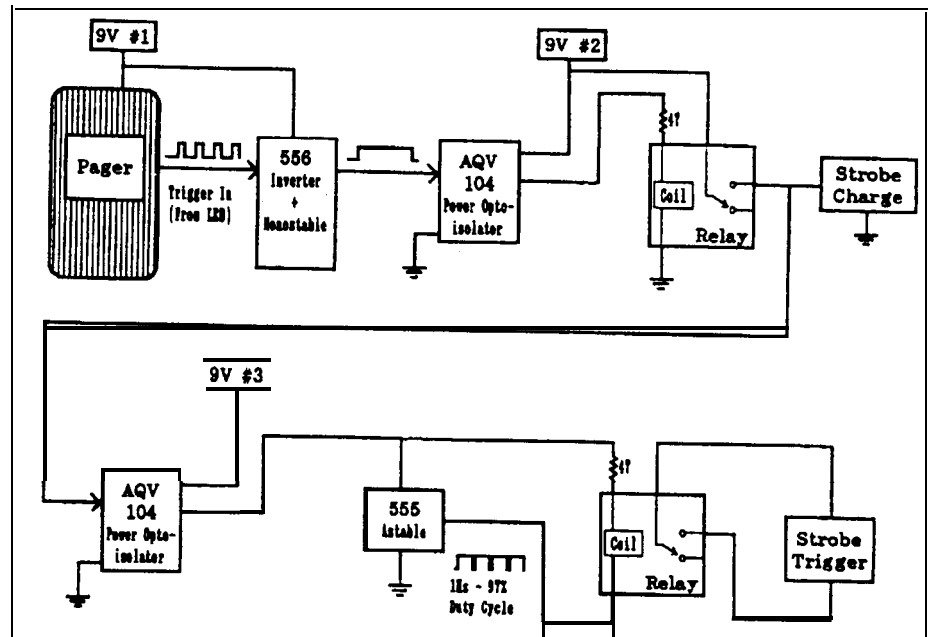 9V #1
Pager
Trigger In
(From LED)
556
Inverter
+
Monostable
AQV
104
Power Opto-
isolator
9V #2
47
Coil
Relay
Strobe
Charge
9V #3
AQV
104
Power Opto-
isolator
555
Astable
1Hz - 97%
Duty Cycle
47
Coil
Relay
Strobe
Trigger